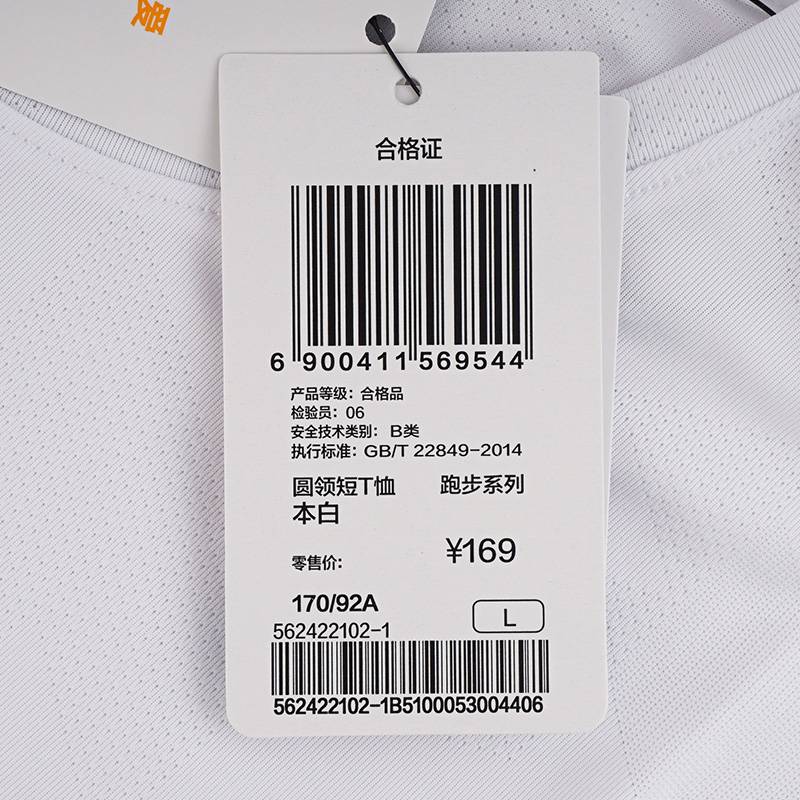 爱
合格证
6 900411 569544
产品等级：合格品
检验员：06
安全技术类别：B类
执行标准：GB/T 22849-2014
圆领短T恤 跑步系列
本白
零售价: ¥169
170/92A L
562422102-1
562422102-1B5100053004406